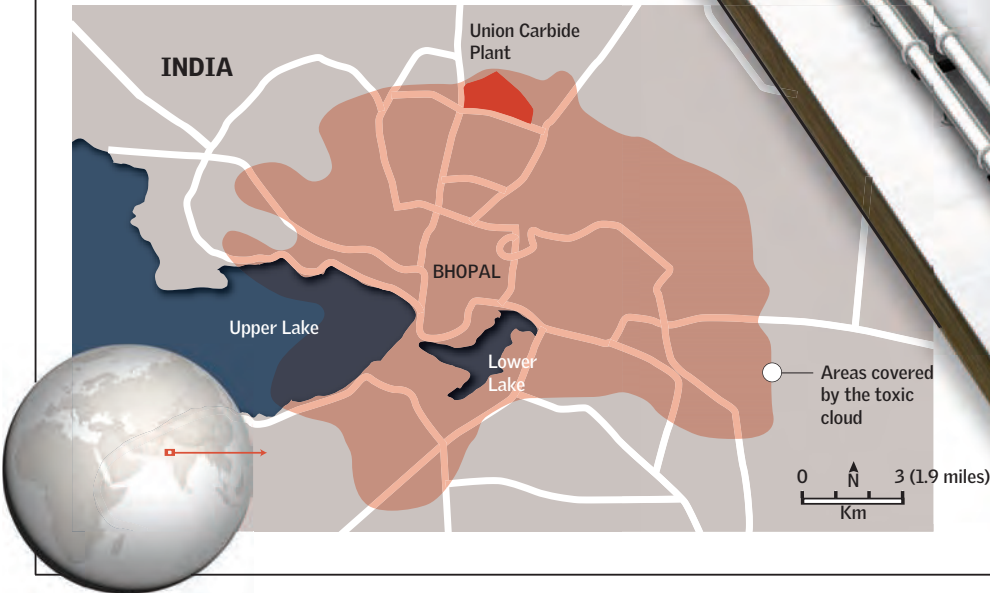 Union Carbide
Plant
INDIA
BHOPAL
Upper Lake
Lower
Lake
Areas covered
by the toxic
cloud
0 N 3 (1.9 miles)
Km